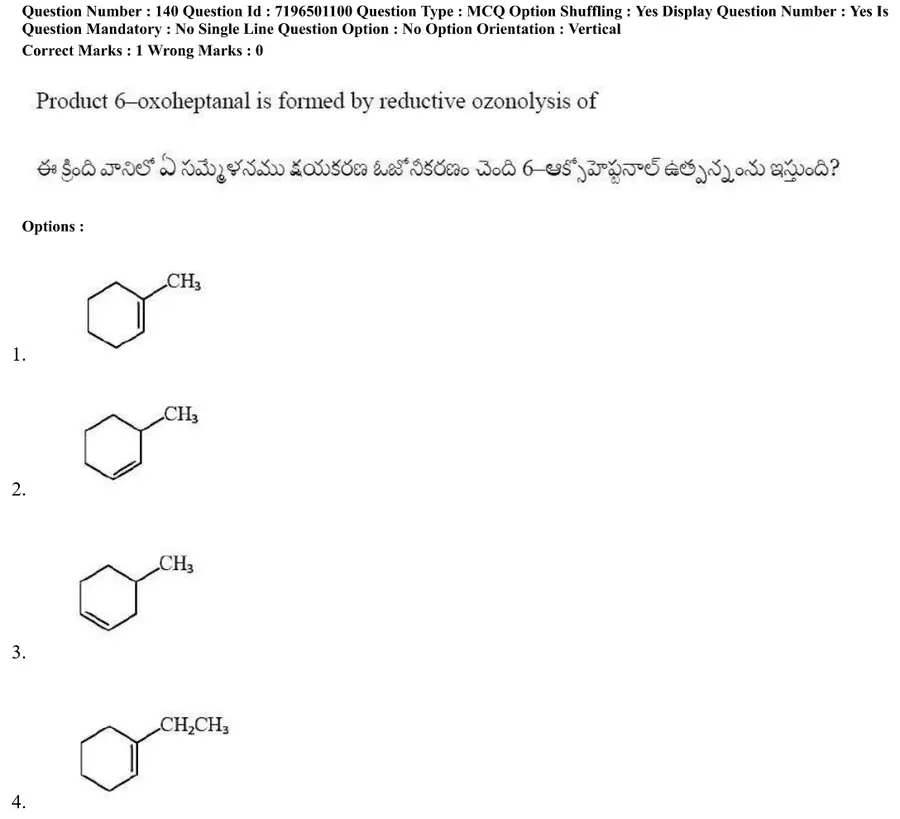 Question Number : 140 Question Id : 7196501100 Question Type : MCQ Option Shuffling : Yes Display Question Number : Yes Is
Question Mandatory : No Single Line Question Option : No Option Orientation : Vertical
Correct Marks : 1 Wrong Marks : 0
Product 6–oxoheptanal is formed by reductive ozonolysis of
ఈ క్రింది వానిలో ఏ సమ్మేళనము క్షయకరణ ఓజోనీకరణం చెంది 6–ఆక్సోహెప్టనాల్ ఉత్పన్నంను ఇస్తుంది?
Options :
CH3
1.
CH3
2.
CH3
3.
CH2CH3
4.